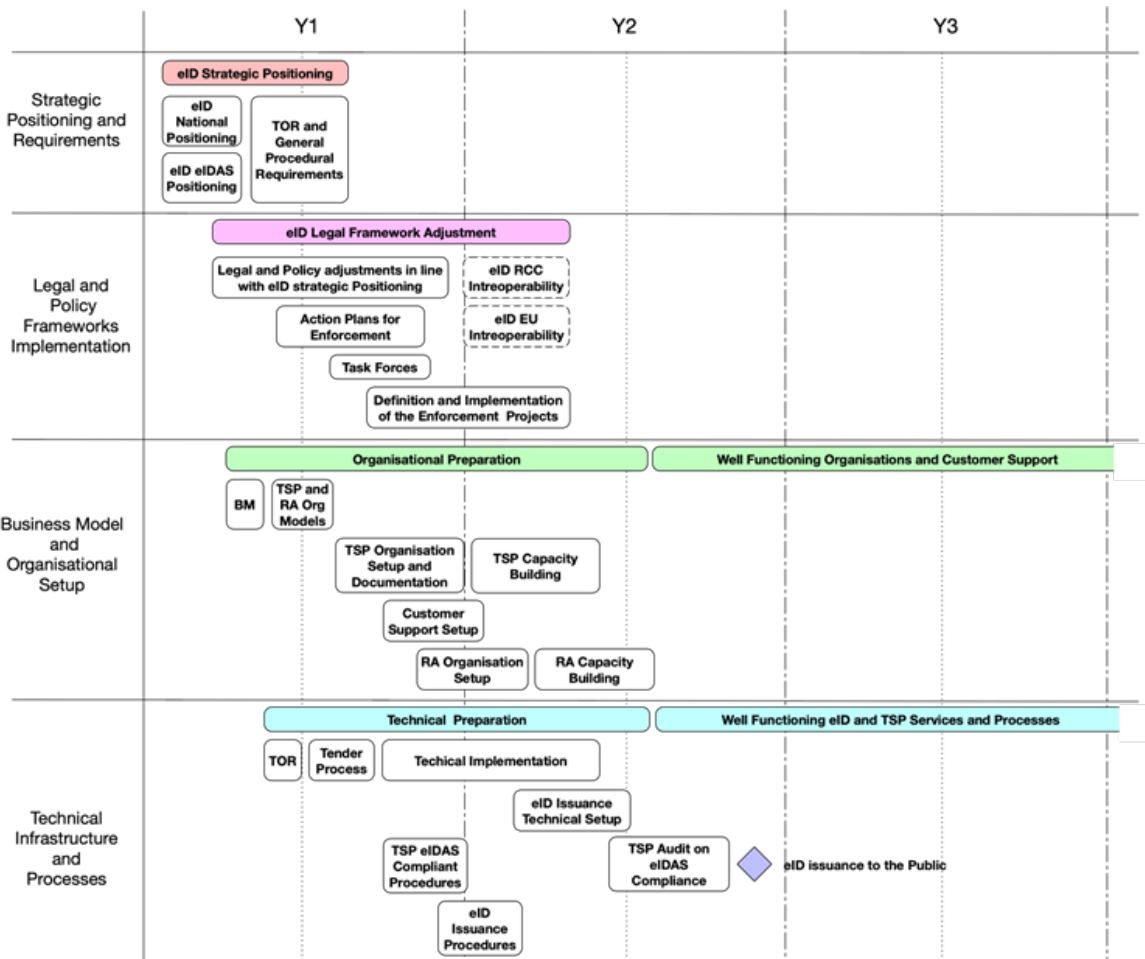 Y1
Y2
Y3
Strategic
Positioning and
Requirements
eID Strategic Positioning
eID
National
Positioning
TOR and
General
Procedural
Requirements
eID eIDAS
Positioning
Legal and
Policy
Frameworks
Implementation
eID Legal Framework Adjustment
Legal and Policy adjustments in line
with eID strategic Positioning
eID RCC
Intreoperability
Action Plans for
Enforcement
eID EU
Intreoperability
Task Forces
Definition and Implementation
of the Enforcement Projects
Business Model
and
Organisational
Setup
Organisational Preparation
Well Functioning Organisations and Customer Support
BM
TSP and
RA Org
Models
TSP Organisation
Setup and
Documentation
TSP Capacity
Building
Customer
Support Setup
RA Organisation
Setup
RA Capacity
Building
Technical
Infrastructure
and
Processes
Technical Preparation
Well Functioning eID and TSP Services and Processes
TOR
Tender
Process
Techical Implementation
eID Issuance
Technical Setup
TSP eIDAS
Compliant
Procedures
TSP Audit on
eIDAS
Compliance
eID issuance to the Public
eID
Issuance
Procedures